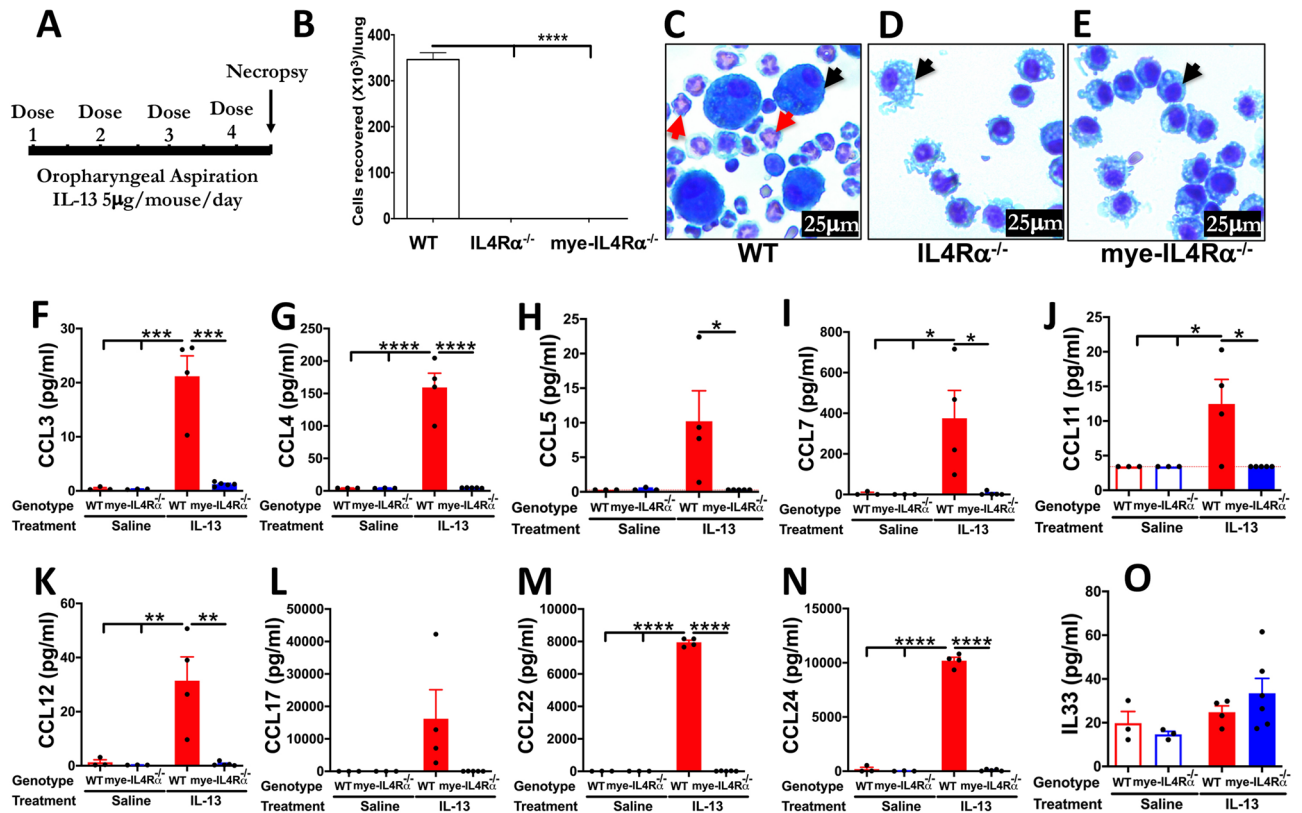 A
Necropsy
Dose Dose Dose Dose
1 2 3 4
Oropharyngeal Aspiration
IL-13 5µg/mouse/day
B
Cells recovered (X10³)/lung
400
300
200
100
0
****
WT IL4Rα⁻/⁻ mye-IL4Rα⁻/⁻
C
25µm
WT
D
25µm
IL4Rα⁻/⁻
E
25µm
mye-IL4Rα⁻/⁻
F
CCL3 (pg/ml)
30
20
10
0
*** ***
Genotype WT mye-IL4Rα⁻/⁻ WT mye-IL4Rα⁻/⁻
Treatment Saline IL-13
G
CCL4 (pg/ml)
250
200
150
100
50
0
**** ****
Genotype WT mye-IL4Rα⁻/⁻ WT mye-IL4Rα⁻/⁻
Treatment Saline IL-13
H
CCL5 (pg/ml)
25
20
15
10
5
0
*
Genotype WT mye-IL4Rα⁻/⁻ WT mye-IL4Rα⁻/⁻
Treatment Saline IL-13
I
CCL7 (pg/ml)
800
600
400
200
0
* *
Genotype WT mye-IL4Rα⁻/⁻ WT mye-IL4Rα⁻/⁻
Treatment Saline IL-13
J
CCL11 (pg/ml)
25
20
15
10
5
0
* *
Genotype WT mye-IL4Rα⁻/⁻ WT mye-IL4Rα⁻/⁻
Treatment Saline IL-13
K
CCL12 (pg/ml)
60
40
20
0
** **
Genotype WT mye-IL4Rα⁻/⁻ WT mye-IL4Rα⁻/⁻
Treatment Saline IL-13
L
CCL17 (pg/ml)
50000
40000
30000
20000
10000
0
Genotype WT mye-IL4Rα⁻/⁻ WT mye-IL4Rα⁻/⁻
Treatment Saline IL-13
M
CCL22 (pg/ml)
10000
8000
6000
4000
2000
0
**** ****
Genotype WT mye-IL4Rα⁻/⁻ WT mye-IL4Rα⁻/⁻
Treatment Saline IL-13
N
CCL24 (pg/ml)
15000
10000
5000
0
**** ****
Genotype WT mye-IL4Rα⁻/⁻ WT mye-IL4Rα⁻/⁻
Treatment Saline IL-13
O
IL33 (pg/ml)
80
60
40
20
0
Genotype WT mye-IL4Rα⁻/⁻ WT mye-IL4Rα⁻/⁻
Treatment Saline IL-13